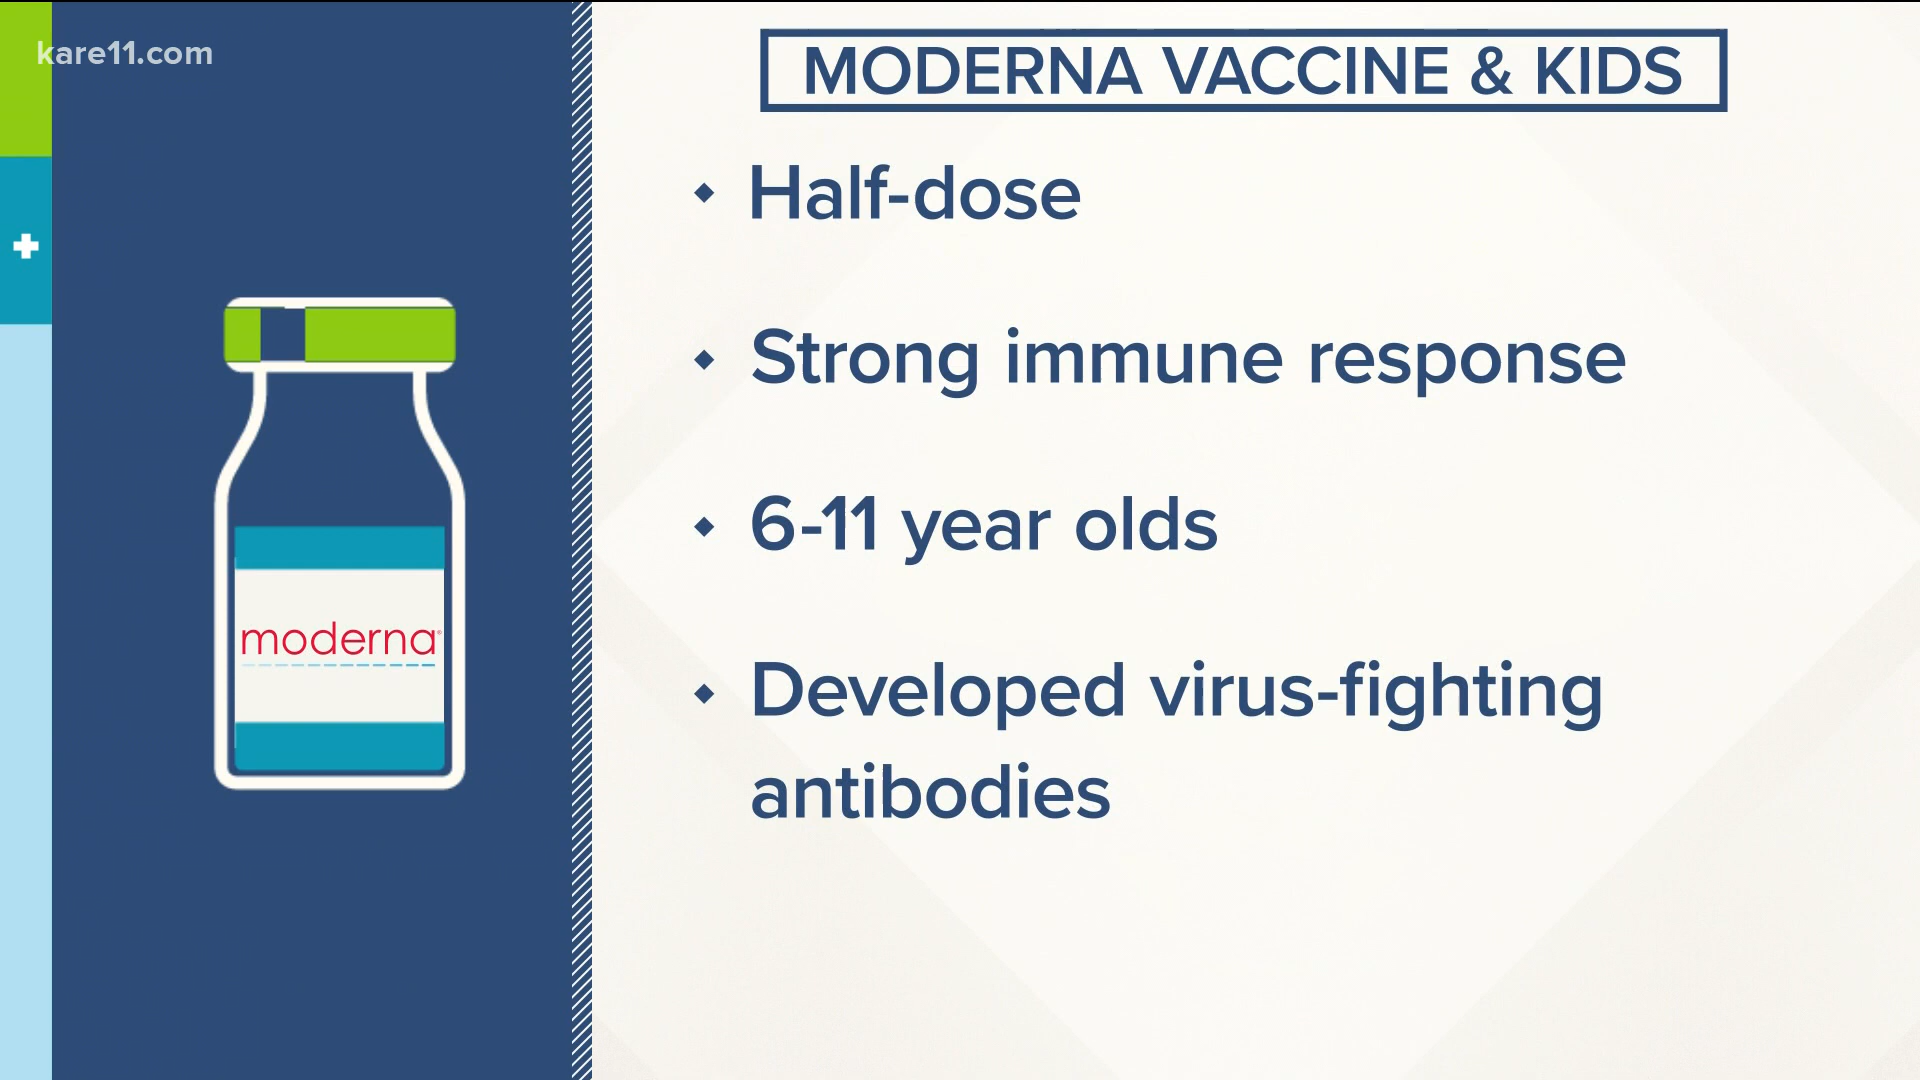 kare11.com
MODERNA VACCINE & KIDS
Half-dose
Strong immune response
6-11 year olds
Developed virus-fighting
antibodies
moderna